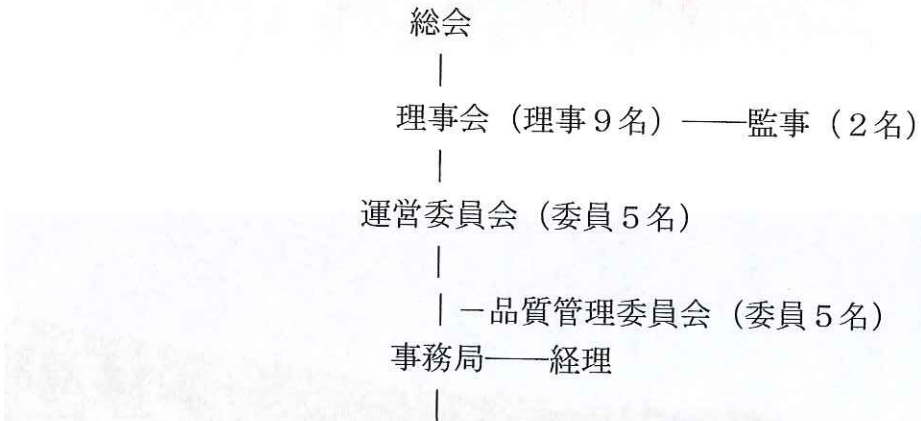 総会
理事会（理事９名）――監事（２名）
運営委員会（委員５名）
－品質管理委員会（委員５名）
事務局――経理